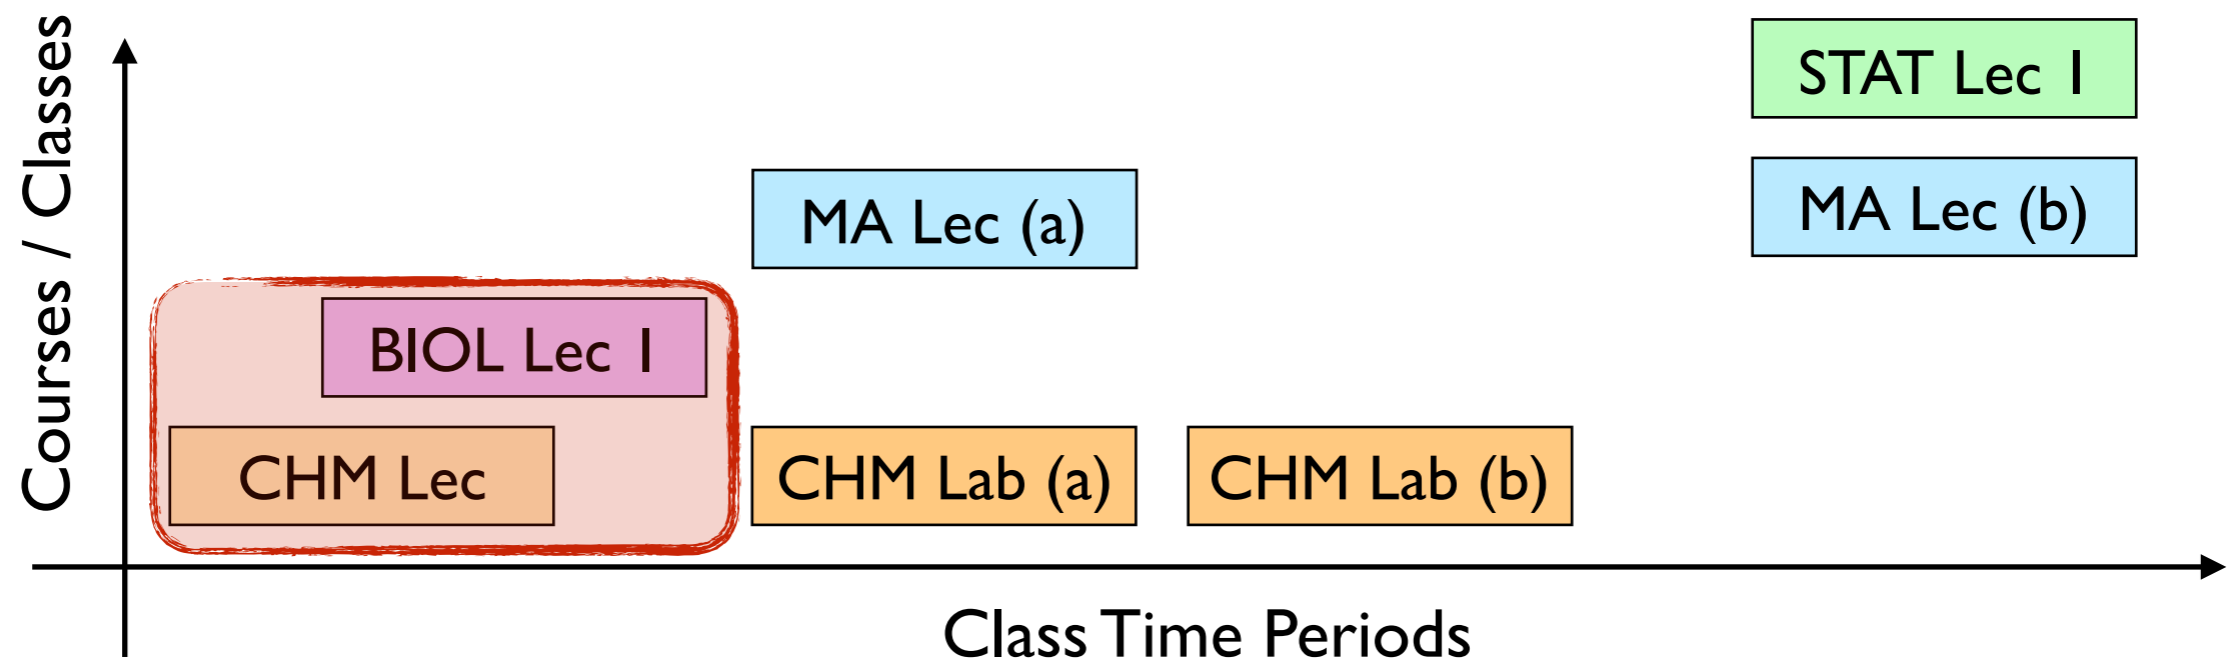 Courses / Classes
STAT Lec 1
MA Lec (a)
MA Lec (b)
BIOL Lec 1
CHM Lec
CHM Lab (a)
CHM Lab (b)
Class Time Periods